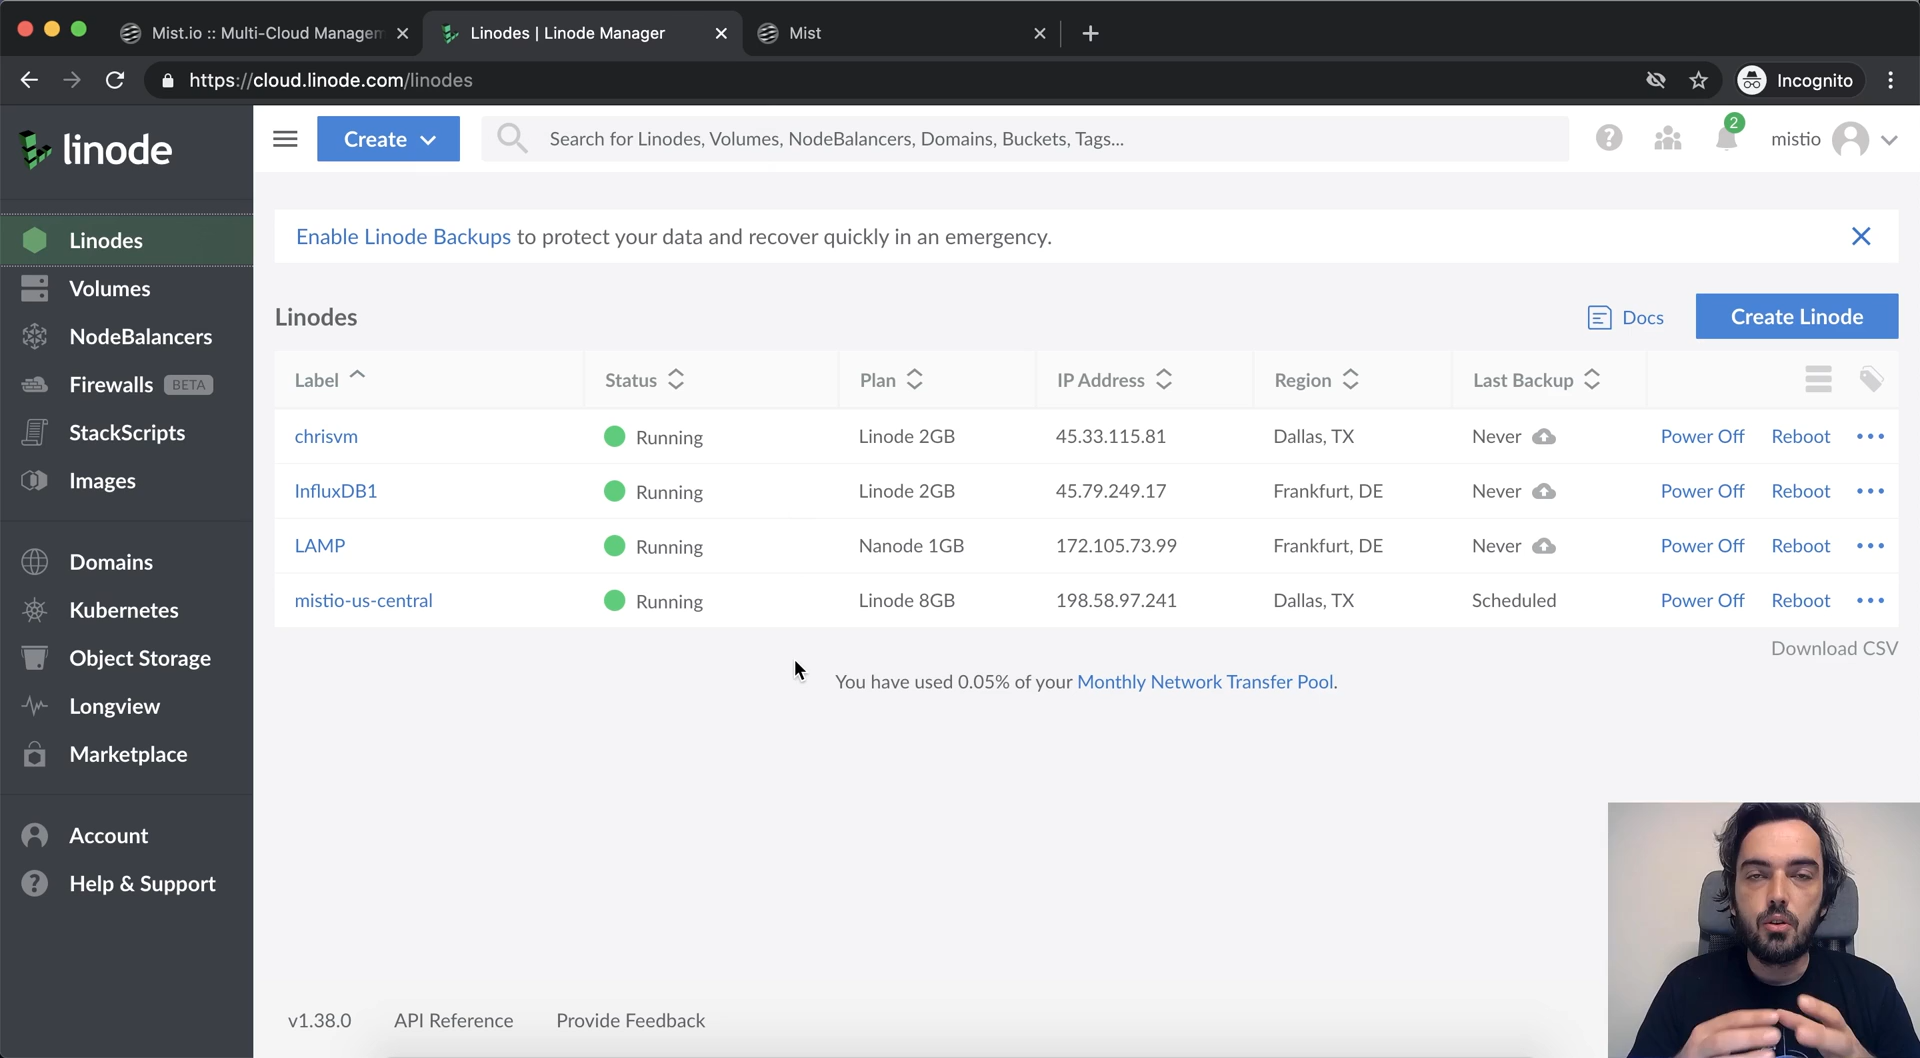 Mist.io :: Multi-Cloud Managem
Linodes | Linode Manager
Mist
https://cloud.linode.com/linodes
Incognito
linode
Create
Search for Linodes, Volumes, NodeBalancers, Domains, Buckets, Tags...
2
mistio
Linodes
Volumes
NodeBalancers
Firewalls BETA
StackScripts
Images
Domains
Kubernetes
Object Storage
Longview
Marketplace
Account
Help & Support
Enable Linode Backups to protect your data and recover quickly in an emergency.
Linodes
Docs
Create Linode
Label Status Plan IP Address Region Last Backup
chrisvm Running Linode 2GB 45.33.115.81 Dallas, TX Never Power Off Reboot
InfluxDB1 Running Linode 2GB 45.79.249.17 Frankfurt, DE Never Power Off Reboot
LAMP Running Nanode 1GB 172.105.73.99 Frankfurt, DE Never Power Off Reboot
mistio-us-central Running Linode 8GB 198.58.97.241 Dallas, TX Scheduled Power Off Reboot
Download CSV
You have used 0.05% of your Monthly Network Transfer Pool.
v1.38.0 API Reference Provide Feedback